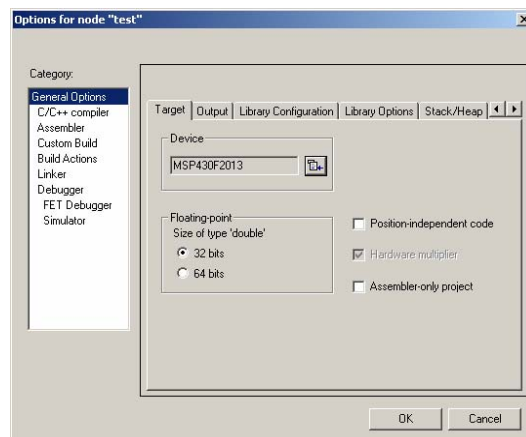 Options for node "test"
Category:
General Options
C/C++ compiler
Assembler
Custom Build
Build Actions
Linker
Debugger
FET Debugger
Simulator
Target
Output
Library Configuration
Library Options
Stack/Heap
Device
MSP430F2013
Floating-point
Size of type 'double'
32 bits
64 bits
Position-independent code
Hardware multiplier
Assembler-only project
OK
Cancel